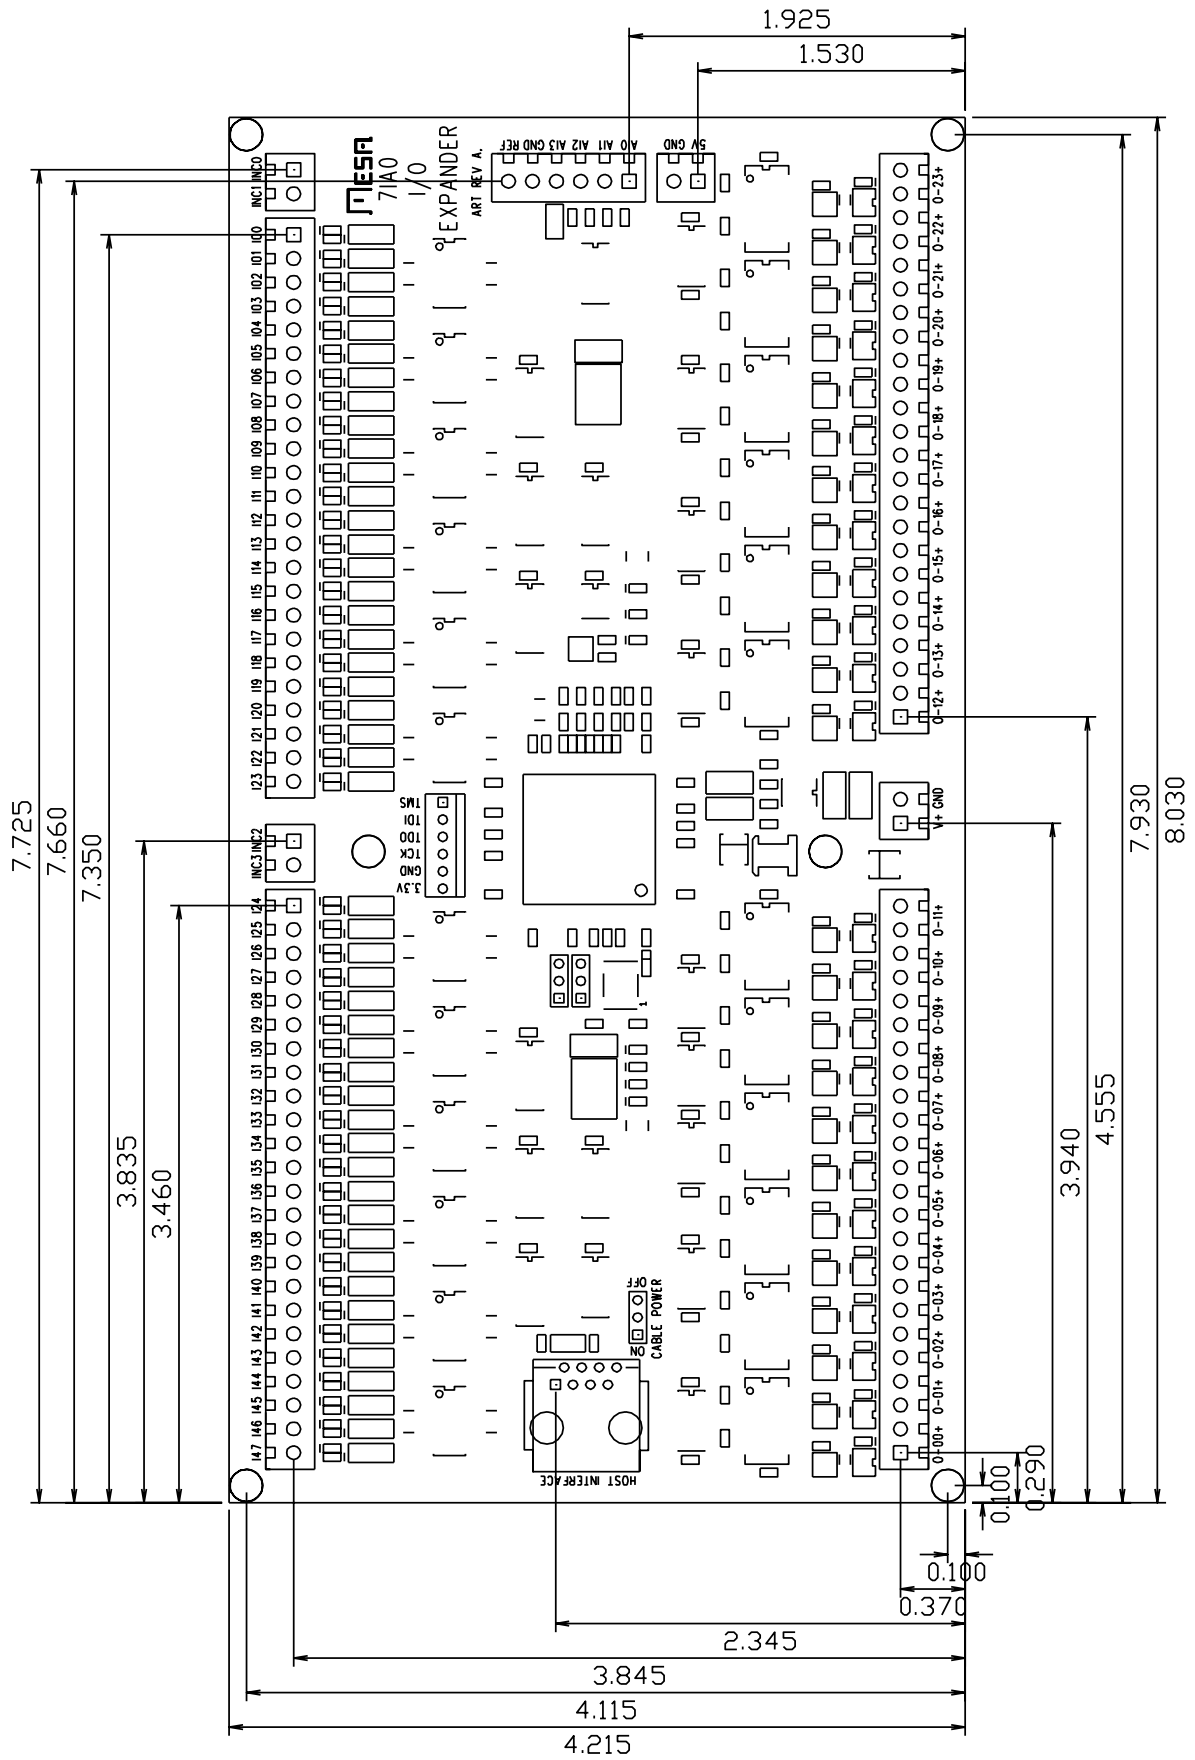 1.925
1.530
MESA
7IA0
I/O
EXPANDER
ART REV A.
REF
GND
AI3
AI2
AI1
AI0
GND
5V
INC0
INC1
I00
I01
I02
I03
I04
I05
I06
I07
I08
I09
I10
I11
I12
I13
I14
I15
I16
I17
I18
I19
I20
I21
I22
I23
INC2
INC3
I24
I25
I26
I27
I28
I29
I30
I31
I32
I33
I34
I35
I36
I37
I38
I39
I40
I41
I42
I43
I44
I45
I46
I47
TMS
TDI
TDO
TCK
GND
3.3V
0-23+
0-22+
0-21+
0-20+
0-19+
0-18+
0-17+
0-16+
0-15+
0-14+
0-13+
0-12+
V+ GND
0-11+
0-10+
0-09+
0-08+
0-07+
0-06+
0-05+
0-04+
0-03+
0-02+
0-01+
0-00+
1
OFF
ON
CABLE POWER
HOST INTERFACE
7.725
7.660
7.350
3.835
3.460
3.940
4.555
7.930
8.030
0.100
0.290
0.100
0.370
2.345
3.845
4.115
4.215